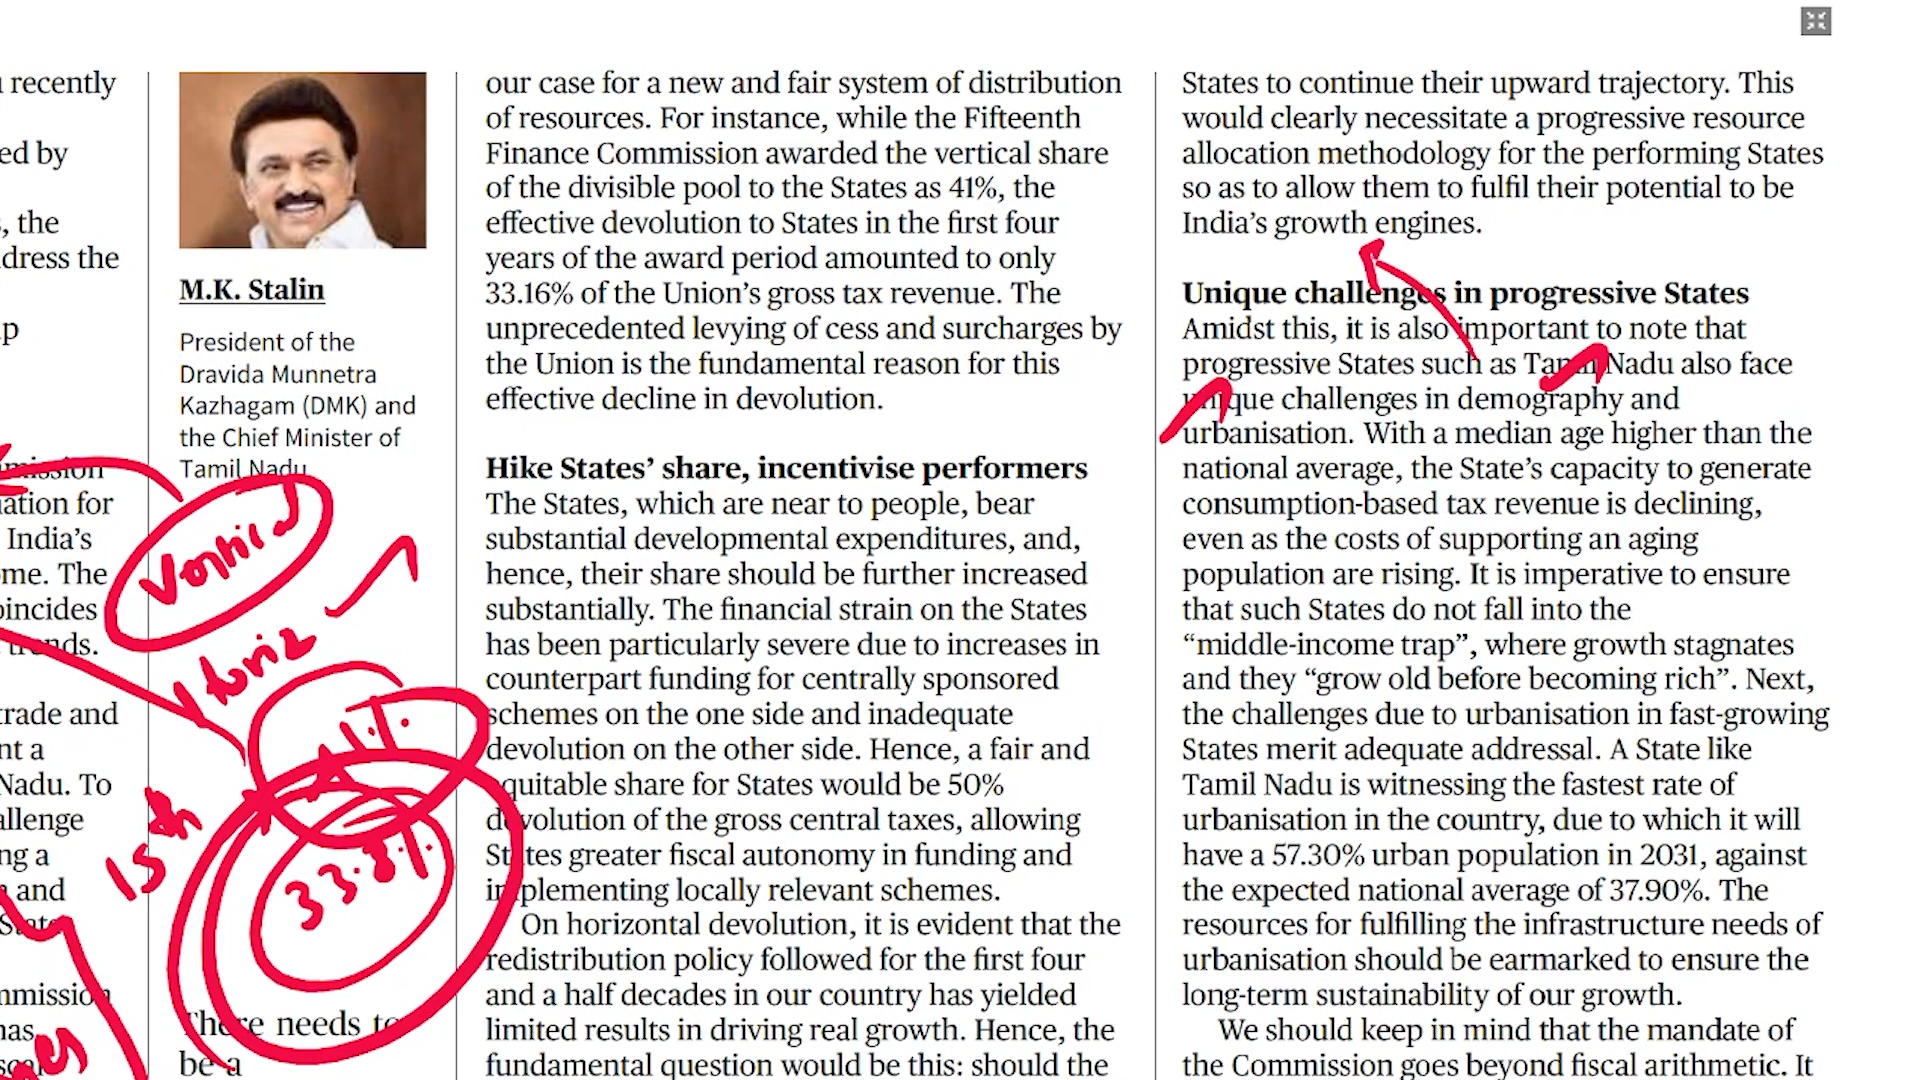 recently
ed by
, the
dress the
p
ation for
India's
ome. The
oincides
trade and
nt a
Nadu. To
allenge
ng a
and
mmission
has
M.K. Stalin
President of the
Dravida Munnetra
Kazhagam (DMK) and
the Chief Minister of
Tamil Nadu
Vertical
Horiz
15th
41%
33.8%
There needs to
be a
our case for a new and fair system of distribution
of resources. For instance, while the Fifteenth
Finance Commission awarded the vertical share
of the divisible pool to the States as 41%, the
effective devolution to States in the first four
years of the award period amounted to only
33.16% of the Union's gross tax revenue. The
unprecedented levying of cess and surcharges by
the Union is the fundamental reason for this
effective decline in devolution.
Hike States' share, incentivise performers
The States, which are near to people, bear
substantial developmental expenditures, and,
hence, their share should be further increased
substantially. The financial strain on the States
has been particularly severe due to increases in
counterpart funding for centrally sponsored
schemes on the one side and inadequate
devolution on the other side. Hence, a fair and
equitable share for States would be 50%
devolution of the gross central taxes, allowing
States greater fiscal autonomy in funding and
implementing locally relevant schemes.
On horizontal devolution, it is evident that the
redistribution policy followed for the first four
and a half decades in our country has yielded
limited results in driving real growth. Hence, the
fundamental question would be this: should the
States to continue their upward trajectory. This
would clearly necessitate a progressive resource
allocation methodology for the performing States
so as to allow them to fulfil their potential to be
India's growth engines.
Unique challenges in progressive States
Amidst this, it is also important to note that
progressive States such as Tamil Nadu also face
unique challenges in demography and
urbanisation. With a median age higher than the
national average, the State's capacity to generate
consumption-based tax revenue is declining,
even as the costs of supporting an aging
population are rising. It is imperative to ensure
that such States do not fall into the
“middle-income trap”, where growth stagnates
and they “grow old before becoming rich”. Next,
the challenges due to urbanisation in fast-growing
States merit adequate addressal. A State like
Tamil Nadu is witnessing the fastest rate of
urbanisation in the country, due to which it will
have a 57.30% urban population in 2031, against
the expected national average of 37.90%. The
resources for fulfilling the infrastructure needs of
urbanisation should be earmarked to ensure the
long-term sustainability of our growth.
We should keep in mind that the mandate of
the Commission goes beyond fiscal arithmetic. It